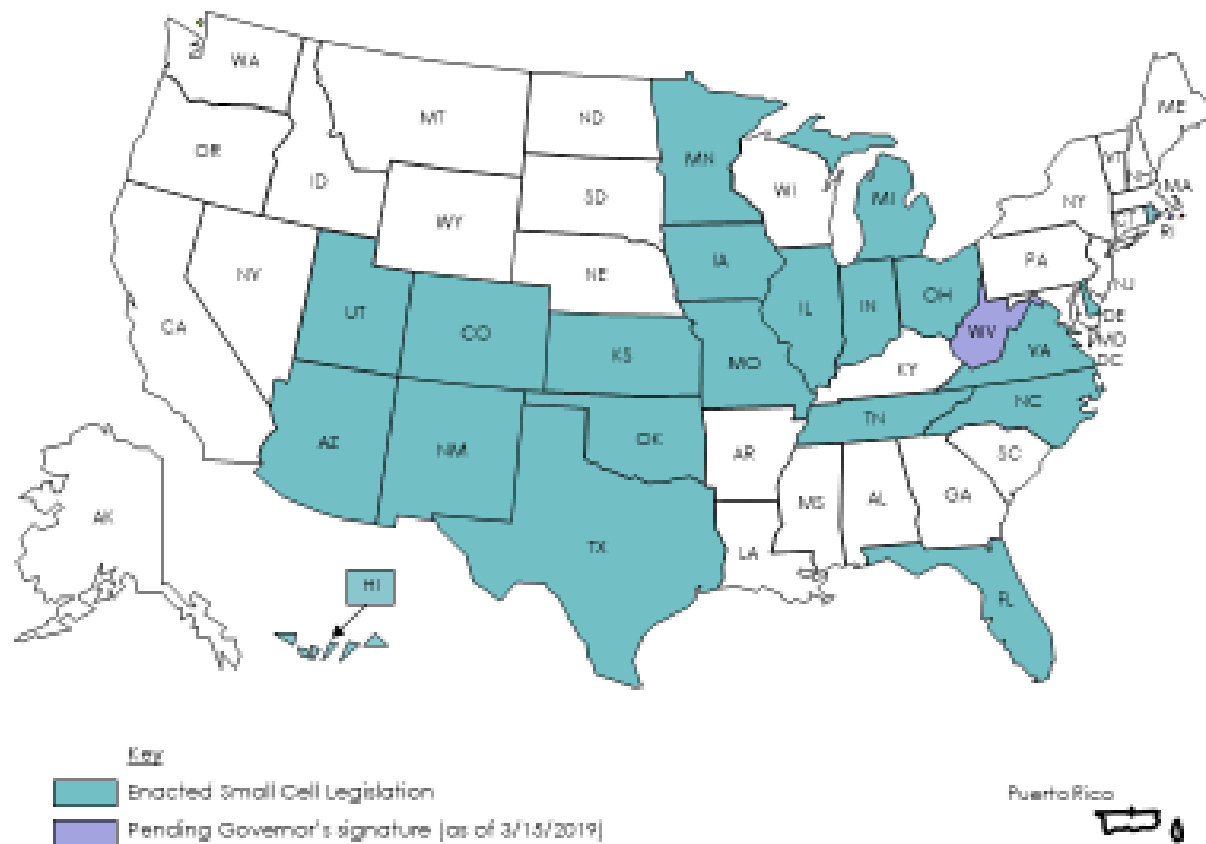 WA
MT
ND
MN
ME
OR
ID
SD
WI
MI
VT
NH
MA
WY
NY
CT
RI
NV
NE
IA
PA
NJ
CA
UT
CO
KS
MO
IL
IN
OH
WV
KY
VA
DE
MD
DC
AZ
NM
OK
AR
TN
NC
SC
AK
TX
LA
MS
AL
GA
FL
HI
Key
Enacted Small Cell Legislation
Pending Governor's signature (as of 3/15/2019)
Puerto Rico